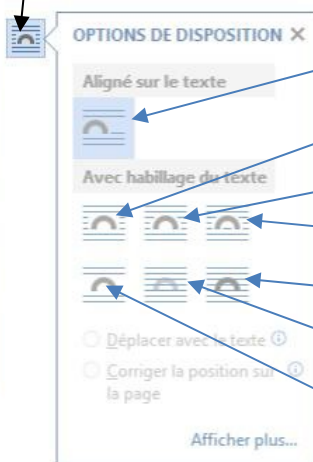 OPTIONS DE DISPOSITION ×
Aligné sur le texte
Avec habillage du texte
Déplacer avec le texte
Corriger la position sur
la page
Afficher plus...